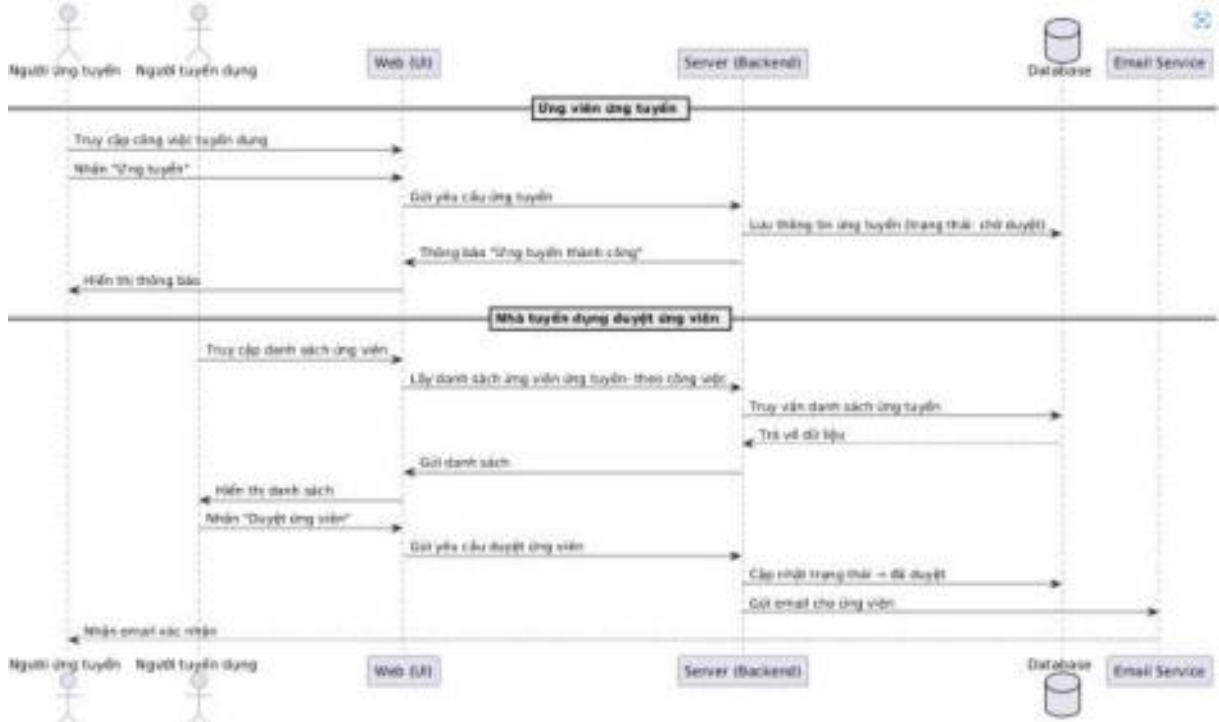 Người ứng tuyển Người tuyển dụng Web (UI) Server (Backend) Database Email Service
Ứng viên ứng tuyển
Truy cập công việc tuyển dụng
Nhấn "Ứng tuyển"
Gửi yêu cầu ứng tuyển
Lưu thông tin ứng tuyển (trạng thái: chờ duyệt)
Thông báo "Ứng tuyển thành công"
Hiển thị thông báo
Nhà tuyển dụng duyệt ứng viên
Truy cập danh sách ứng viên
Lấy danh sách ứng viên ứng tuyển- theo công việc
Truy vấn danh sách ứng tuyển
Trả về dữ liệu
Gửi danh sách
Hiển thị danh sách
Nhấn "Duyệt ứng viên"
Gửi yêu cầu duyệt ứng viên
Cập nhật trạng thái → đã duyệt
Gửi email cho ứng viên
Nhận email xác nhận
Người ứng tuyển Người tuyển dụng Web (UI) Server (Backend) Database Email Service